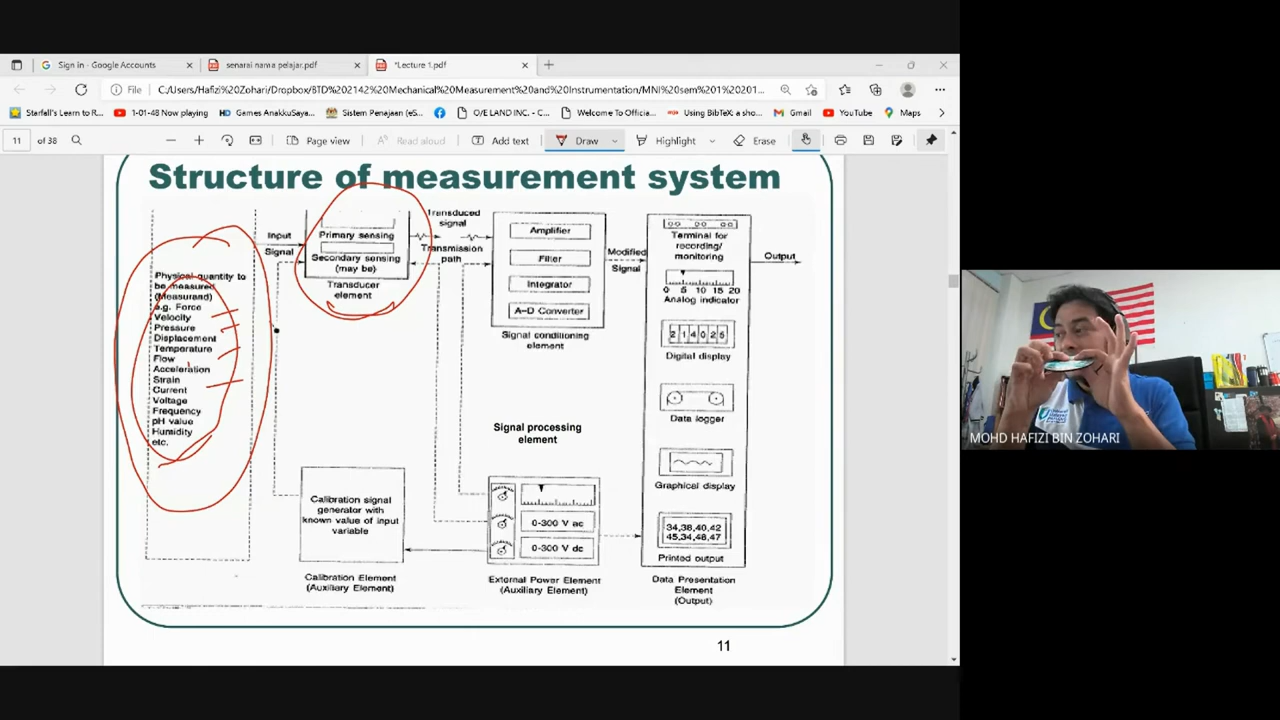 Sign in - Google Accounts
senarai nama pelajar.pdf
*Lecture 1.pdf
File
C:/Users/Hafizi%20Zohari/Dropbox/BTD%202142%20Mechanical%20Measurement%20and%20Instrumentation/MNI%20sem%201%20201...
Starfall's Learn to R...
1-01-48 Now playing
HD Games AnakkuSaya...
Sistem Penajaan (eS...
O/E LAND INC. - C...
Welcome To Officia...
Using BibTeX: a sho...
Gmail
YouTube
Maps
11 of 38
Page view
Read aloud
Add text
Draw
Highlight
Erase
Structure of measurement system
Physical quantity to
be measured
(Measurand)
e.g. Force
Velocity
Pressure
Displacement
Temperature
Flow
Acceleration
Strain
Current
Voltage
Frequency
pH value
Humidity
etc.
Input
Signal
Primary sensing
Secondary sensing
(may be)
Transducer
element
Transduced
signal
Transmission
path
Amplifier
Filler
Integrator
A-D Converter
Signal conditioning
element
Modified
Signal
Terminal for
recording/
monitoring
0 5 10 15 20
Analog indicator
214025
Digital display
Data logger
Graphical display
34,38,40,42
45,34,48,47
Printed output
Data Presentation
Element
(Output)
Output
Signal processing
element
Calibration signal
generator with
known value of input
variable
Calibration Element
(Auxiliary Element)
0-300 V ac
0-300 V dc
External Power Element
(Auxiliary Element)
11
MOHD HAFIZI BIN ZOHARI